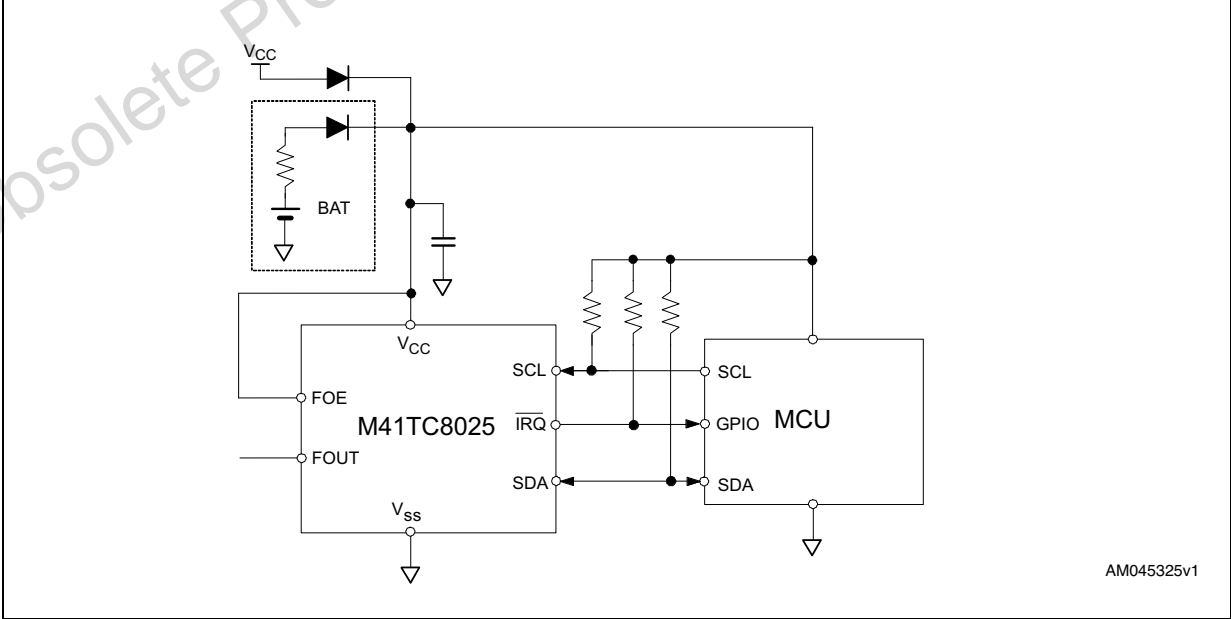 Obsolete Pro
VCC
BAT
VCC
SCL
SCL
FOE
M41TC8025
IRQ
GPIO
MCU
FOUT
SDA
SDA
Vss
AM045325v1